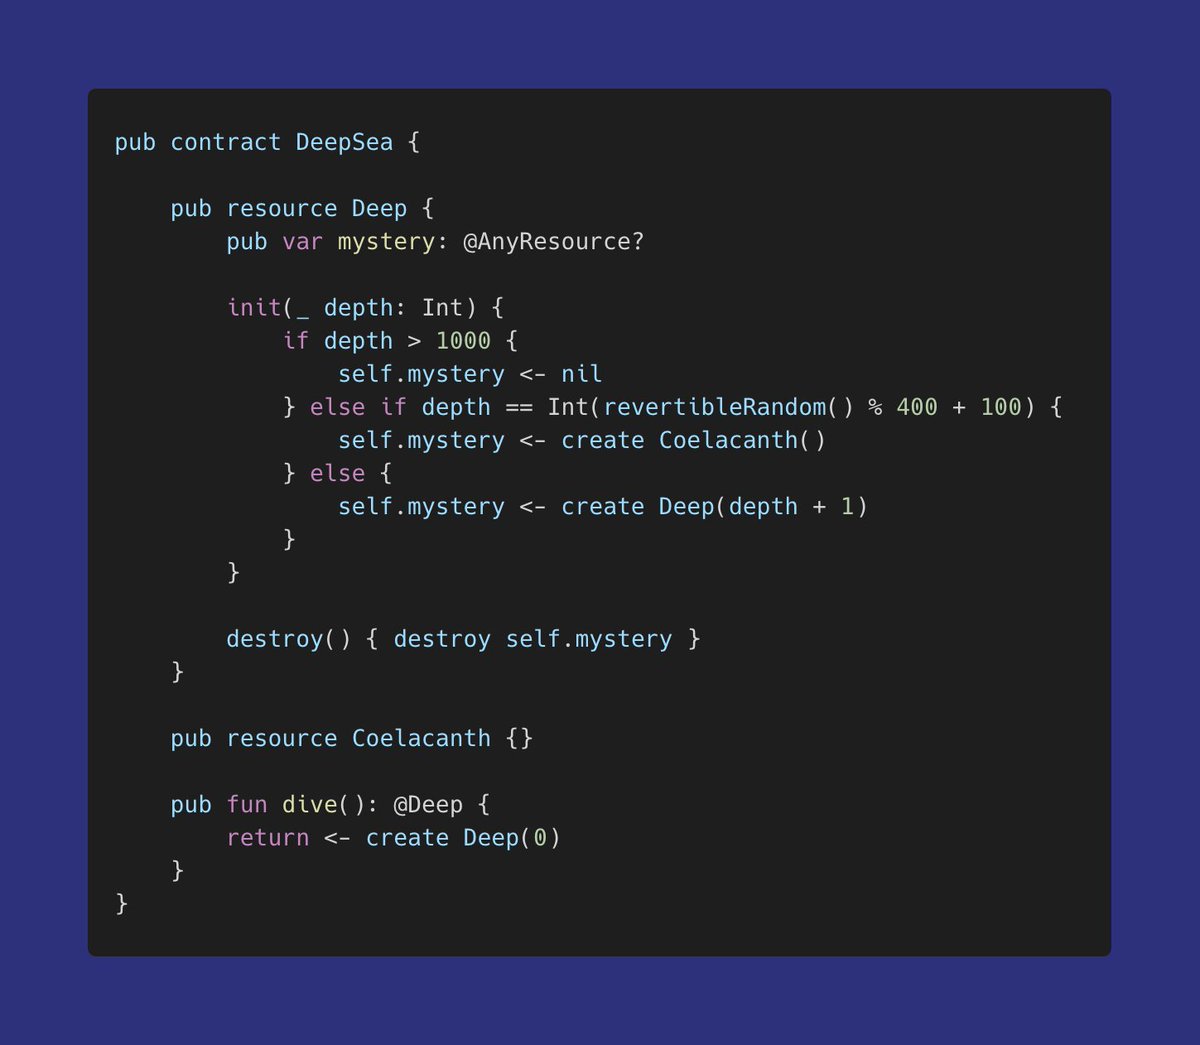 pub contract DeepSea {
pub resource Deep {
pub var mystery: @AnyResource?
init(_ depth: Int) {
if depth > 1000 {
self.mystery <- nil
} else if depth == Int(revertibleRandom() % 400 + 100) {
self.mystery <- create Coelacanth()
} else {
self.mystery <- create Deep(depth + 1)
}
}
destroy() { destroy self.mystery }
}
pub resource Coelacanth {}
pub fun dive(): @Deep {
return <- create Deep(0)
}
}